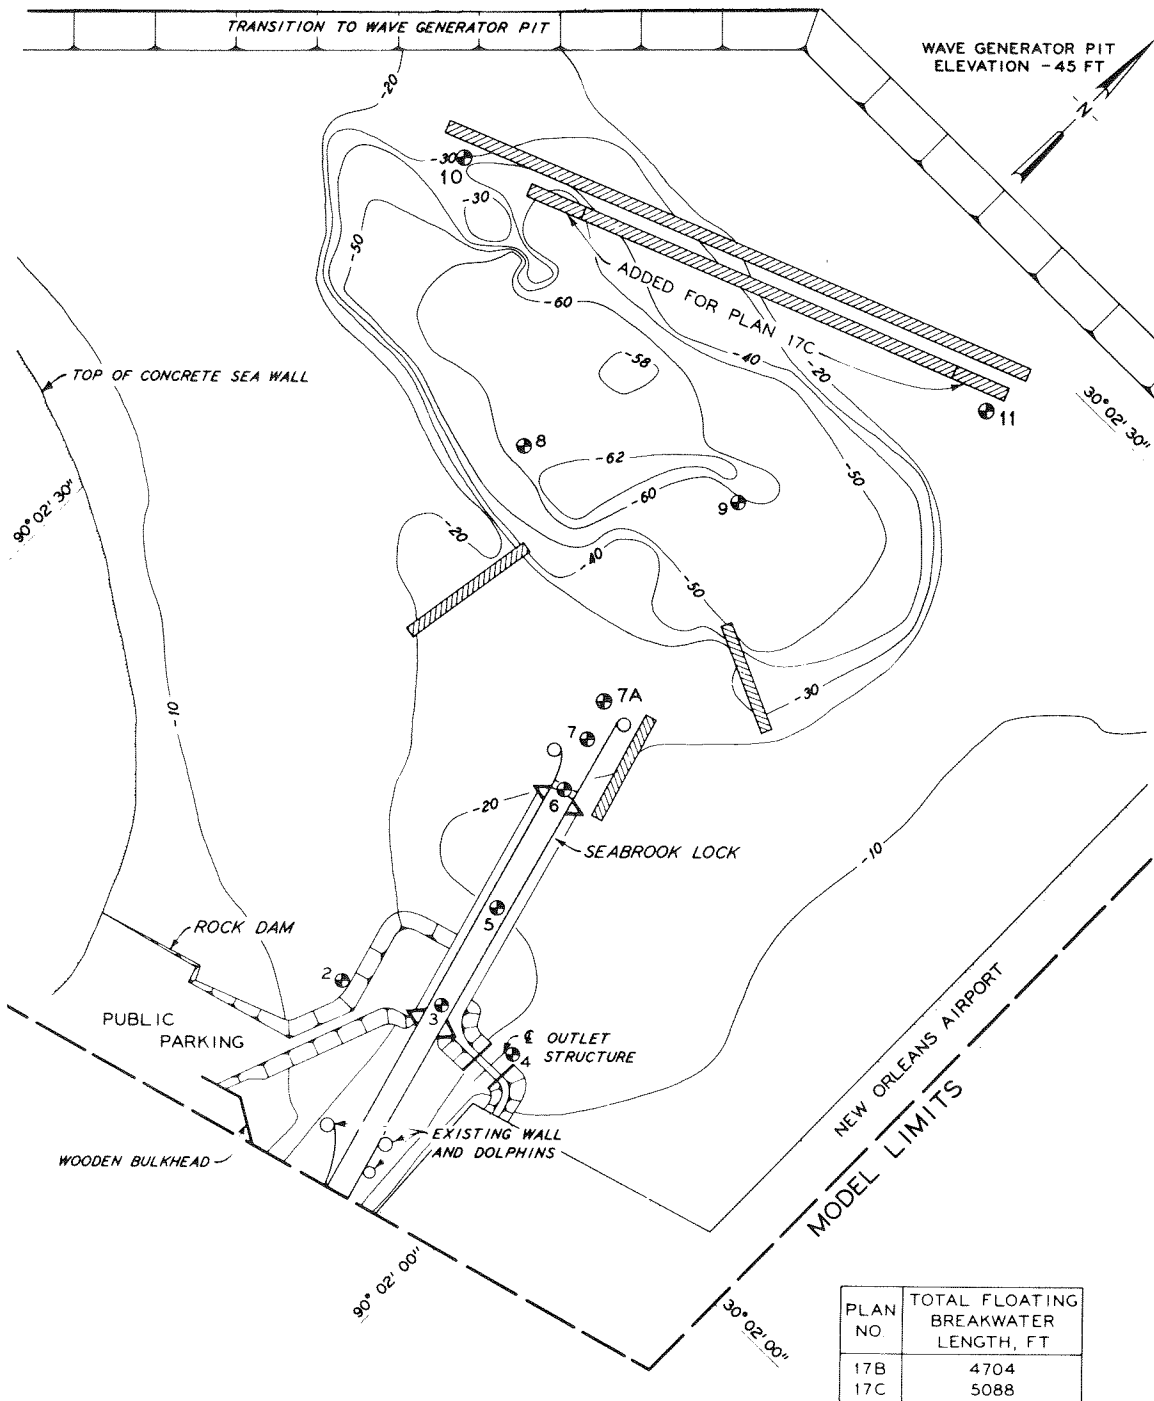 TRANSITION TO WAVE GENERATOR PIT
WAVE GENERATOR PIT
ELEVATION -45 FT
N
-20
-30
10
-30
-50
-60
ADDED FOR PLAN 17C
-58
-40
-20
11
30° 02' 30"
TOP OF CONCRETE SEA WALL
8
-62
-60
9
-50
90° 02' 30"
-20
-40
-50
-30
7A
7
-10
6
-20
SEABROOK LOCK
-10
5
ROCK DAM
2
3
PUBLIC
PARKING
℄ OUTLET
STRUCTURE
4
NEW ORLEANS AIRPORT
MODEL LIMITS
EXISTING WALL
AND DOLPHINS
WOODEN BULKHEAD
90° 02' 00"
30° 02' 00"
PLAN
NO.
TOTAL FLOATING
BREAKWATER
LENGTH, FT
17B 4704
17C 5088